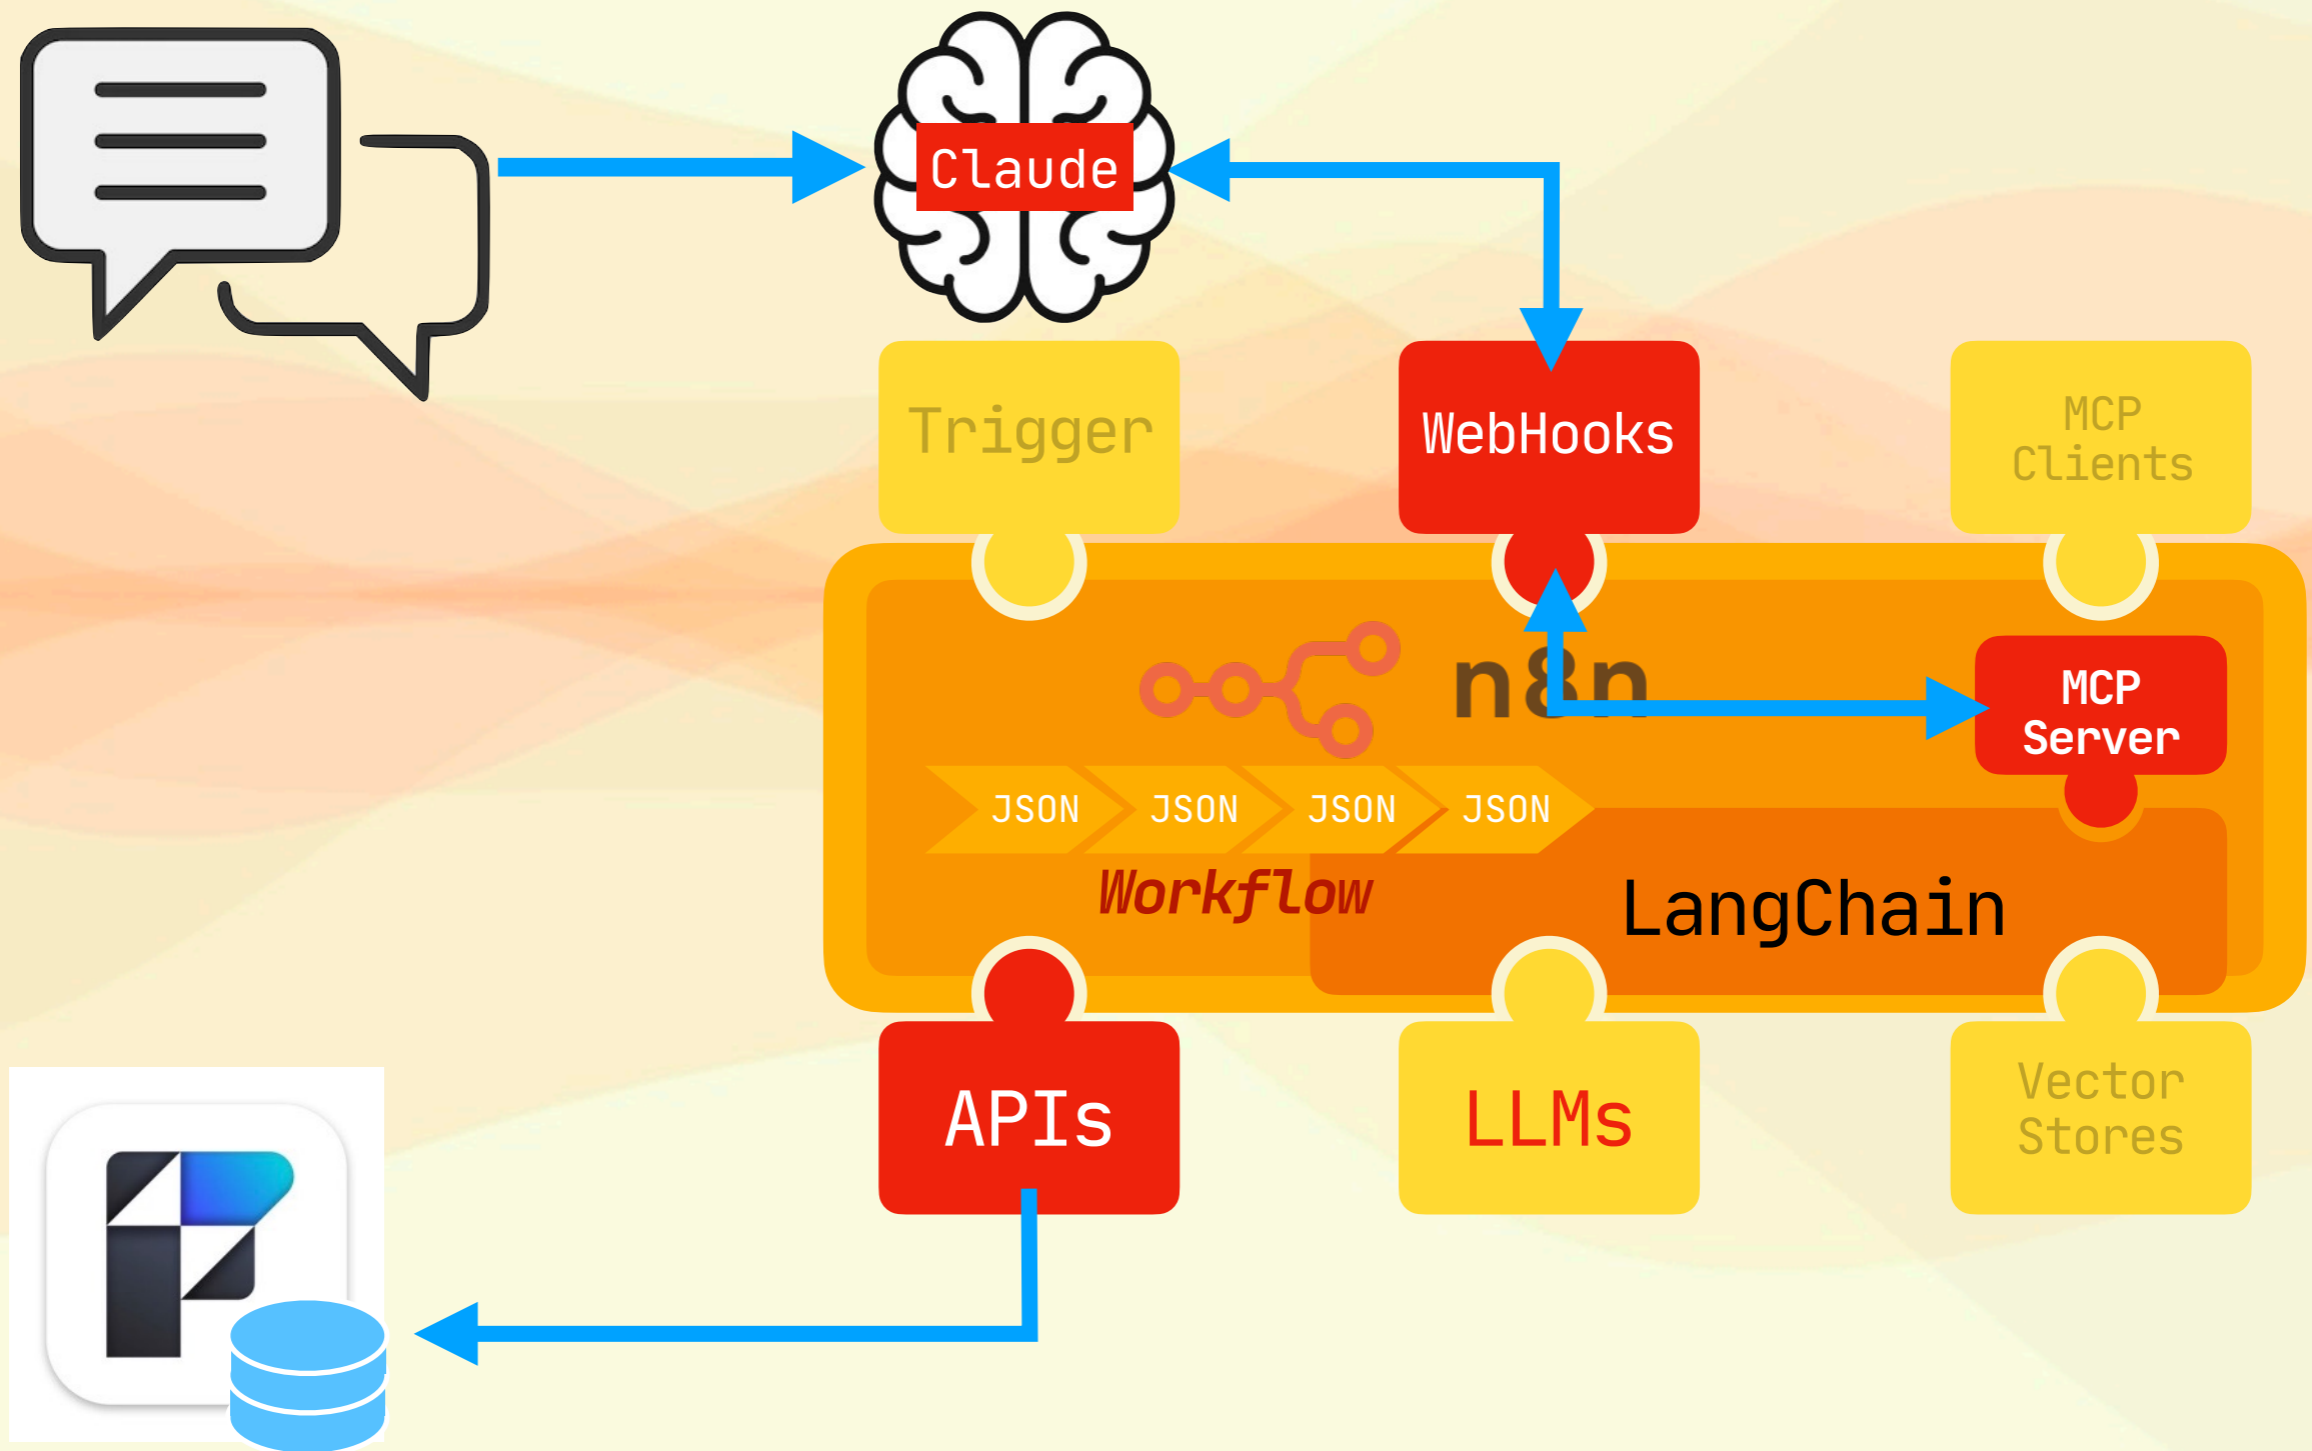 Claude
Trigger
WebHooks
MCP
Clients
n8n
MCP
Server
JSON JSON JSON JSON
Workflow
LangChain
APIs
LLMs
Vector
Stores